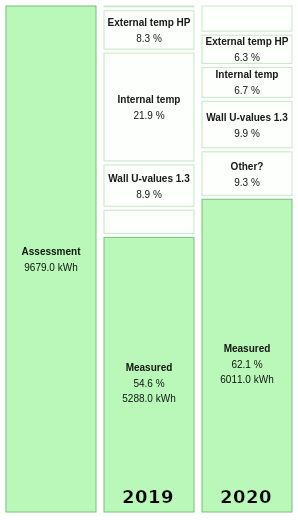 Assessment
9679.0 kWh
External temp HP
8.3 %
Internal temp
21.9 %
Wall U-values 1.3
8.9 %
Measured
54.6 %
5288.0 kWh
2019
External temp HP
6.3 %
Internal temp
6.7 %
Wall U-values 1.3
9.9 %
Other?
9.3 %
Measured
62.1 %
6011.0 kWh
2020